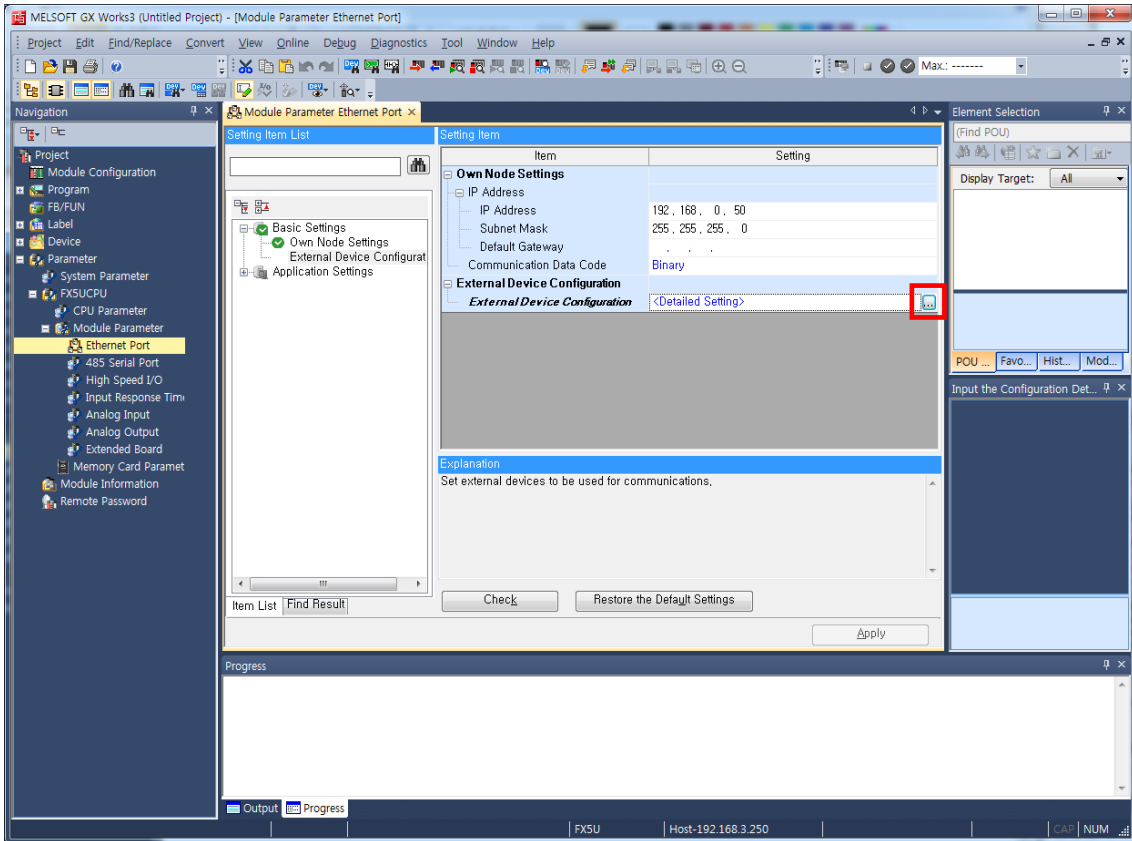 MELSOFT GX Works3 (Untitled Project) - [Module Parameter Ethernet Port]
Project Edit Find/Replace Convert View Online Debug Diagnostics Tool Window Help
Max.: -------
Navigation
Project
Module Configuration
Program
FB/FUN
Label
Device
Parameter
System Parameter
FX5UCPU
CPU Parameter
Module Parameter
Ethernet Port
485 Serial Port
High Speed I/O
Input Response Time
Analog Input
Analog Output
Extended Board
Memory Card Paramet
Module Information
Remote Password
Module Parameter Ethernet Port
Setting Item List
Basic Settings
Own Node Settings
External Device Configurat
Application Settings
Item List Find Result
Setting Item
Item Setting
Own Node Settings
IP Address
IP Address 192 . 168 . 0 . 50
Subnet Mask 255 . 255 . 255 . 0
Default Gateway . . .
Communication Data Code Binary
External Device Configuration
External Device Configuration <Detailed Setting> ...
Explanation
Set external devices to be used for communications.
Check Restore the Default Settings
Apply
Element Selection
(Find POU)
Display Target: All
POU ... Favo... Hist... Mod...
Input the Configuration Det...
Progress
Output Progress
FX5U Host-192.168.3.250 CAP NUM